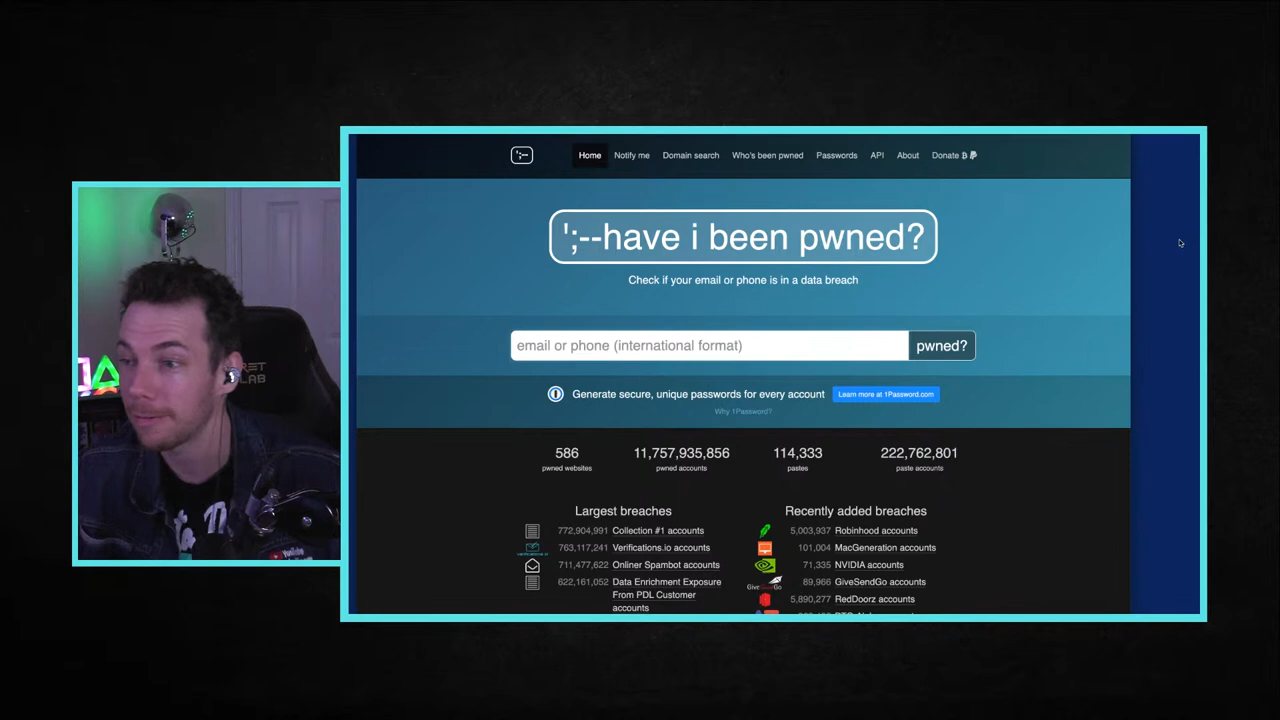 ';--
Home
Notify me
Domain search
Who's been pwned
Passwords
API
About
Donate
';--have i been pwned?
Check if your email or phone is in a data breach
email or phone (international format)
pwned?
Generate secure, unique passwords for every account
Learn more at 1Password.com
Why 1Password?
586
pwned websites
11,757,935,856
pwned accounts
114,333
pastes
222,762,801
paste accounts
Largest breaches
772,904,991 Collection #1 accounts
763,117,241 Verifications.io accounts
711,477,622 Onliner Spambot accounts
622,161,052 Data Enrichment Exposure
From PDL Customer
accounts
Recently added breaches
5,003,937 Robinhood accounts
101,004 MacGeneration accounts
71,335 NVIDIA accounts
89,966 GiveSendGo accounts
5,890,277 RedDoorz accounts